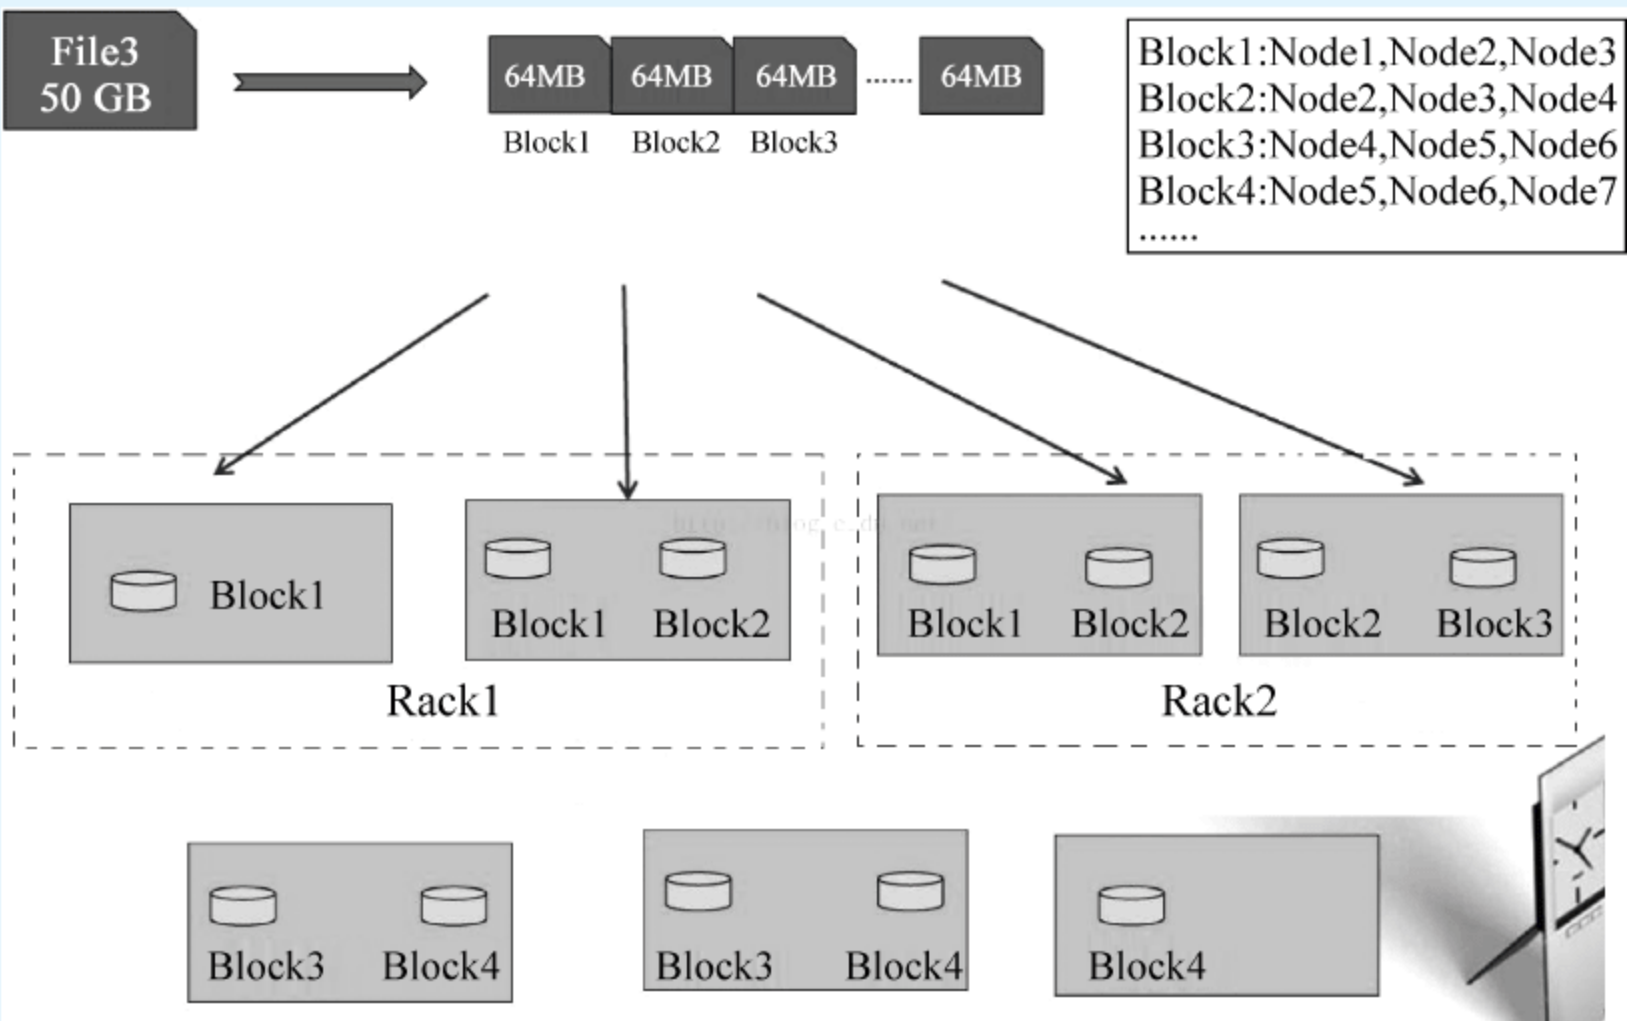 File3
50 GB
64MB 64MB 64MB ...... 64MB
Block1 Block2 Block3
Block1:Node1,Node2,Node3
Block2:Node2,Node3,Node4
Block3:Node4,Node5,Node6
Block4:Node5,Node6,Node7
......
Block1
Block1 Block2
Block1 Block2
Block2 Block3
Rack1
Rack2
Block3 Block4
Block3 Block4
Block4